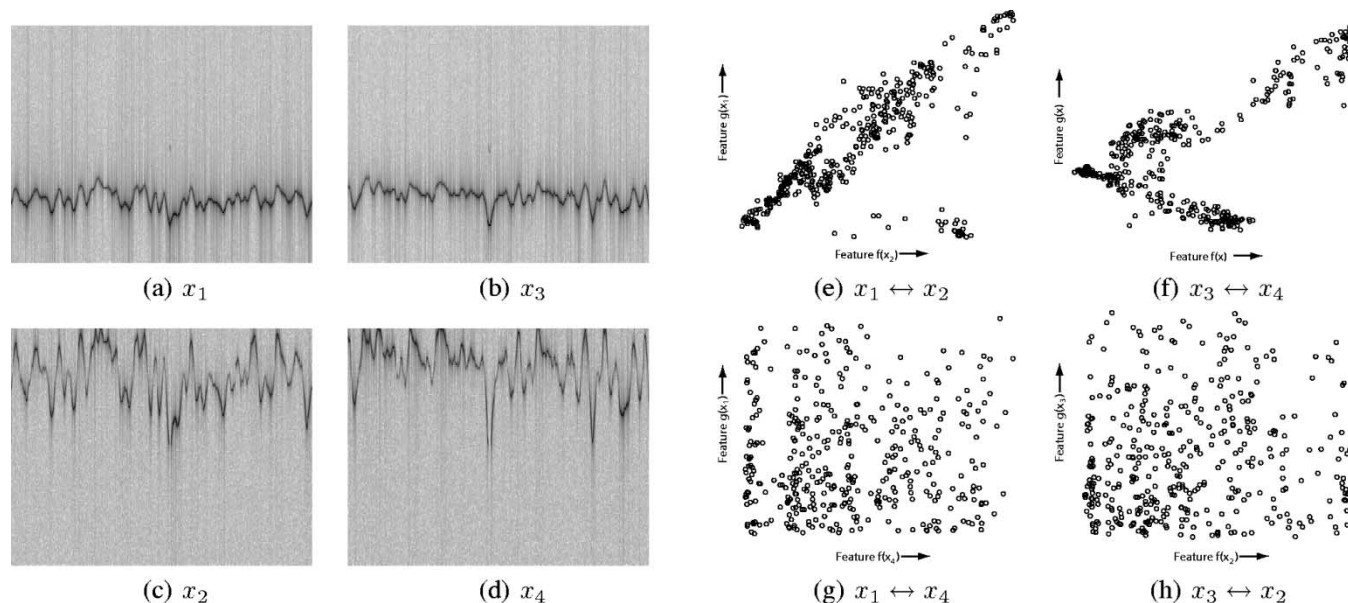 (a) x₁
(b) x₃
(c) x₂
(d) x₄
Feature g(x₁)
Feature f(x₂)
(e) x₁ ↔ x₂
Feature g(x)
Feature f(x)
(f) x₃ ↔ x₄
Feature g(x₁)
Feature f(x₄)
(g) x₁ ↔ x₄
Feature g(x₃)
Feature f(x₂)
(h) x₃ ↔ x₂